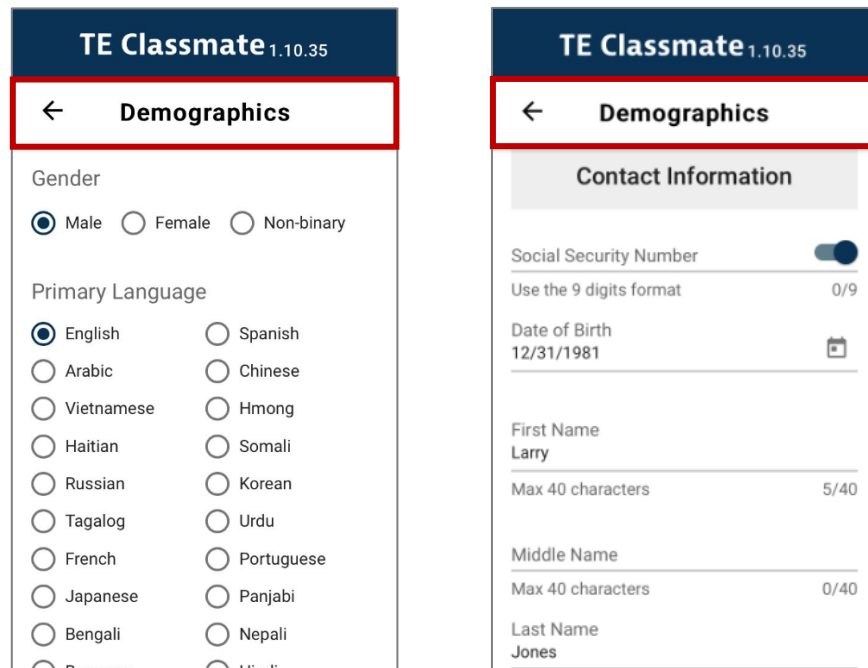 TE Classmate 1.10.35
Demographics
Gender
Male Female Non-binary
Primary Language
English Spanish
Arabic Chinese
Vietnamese Hmong
Haitian Somali
Russian Korean
Tagalog Urdu
French Portuguese
Japanese Panjabi
Bengali Nepali
TE Classmate 1.10.35
Demographics
Contact Information
Social Security Number
Use the 9 digits format 0/9
Date of Birth
12/31/1981
First Name
Larry
Max 40 characters 5/40
Middle Name
Max 40 characters 0/40
Last Name
Jones